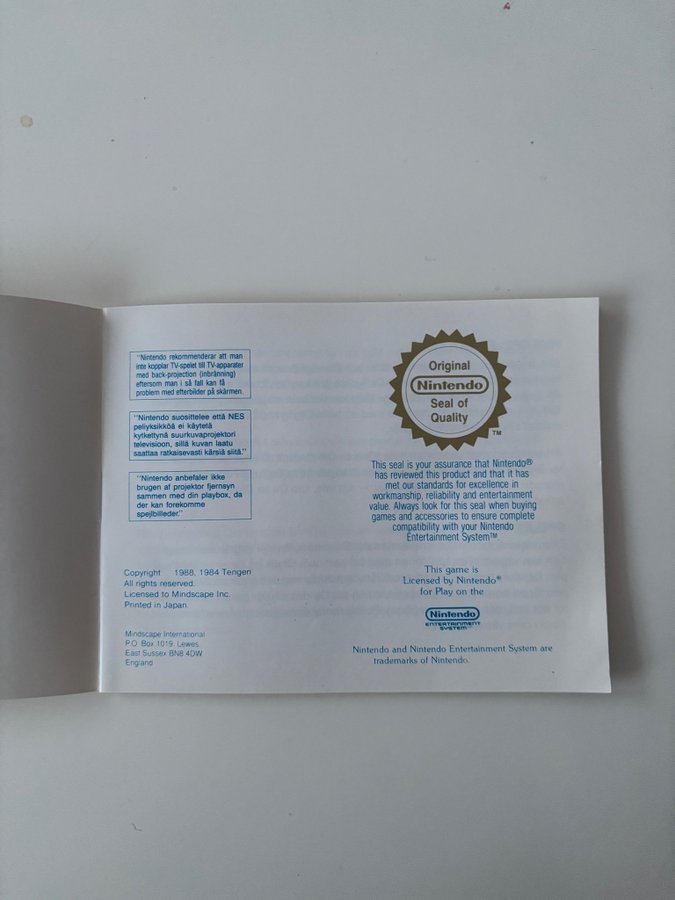 "Nintendo rekommenderar att man
inte kopplar TV-spelet till TV-apparater
med back-projection (inbränning)
eftersom man i så fall kan få
problem med efterbilder på skärmen.
"Nintendo suosittelee että NES
peliyksikköä ei käytetä
kytkettynä suurkuvaprojektori
televisioon, sillä kuvan laatu
saattaa ratkaisevasti kärsiä siitä."
"Nintendo anbefaler ikke
brugen af projektor fjernsyn
sammen med din playbox, da
der kan forekomme
spejlbilleder."
Copyright 1988, 1984 Tengen
All rights reserved.
Licensed to Mindscape Inc.
Printed in Japan.
Mindscape International
P.O. Box 1019, Lewes,
East Sussex BN8 4DW
England
Original
Nintendo
Seal of
Quality
TM
This seal is your assurance that Nintendo®
has reviewed this product and that it has
met our standards for excellence in
workmanship, reliability and entertainment
value. Always look for this seal when buying
games and accessories to ensure complete
compatibility with your Nintendo
Entertainment System™
This game is
Licensed by Nintendo®
for Play on the
Nintendo
ENTERTAINMENT
SYSTEM™
Nintendo and Nintendo Entertainment System are
trademarks of Nintendo.